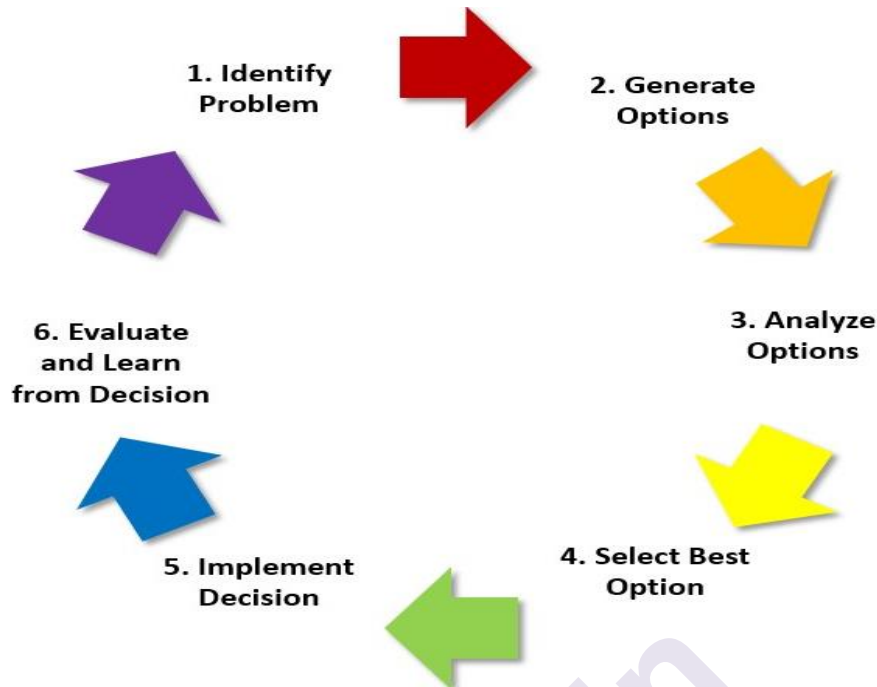 1. Identify
Problem
2. Generate
Options
3. Analyze
Options
4. Select Best
Option
5. Implement
Decision
6. Evaluate
and Learn
from Decision